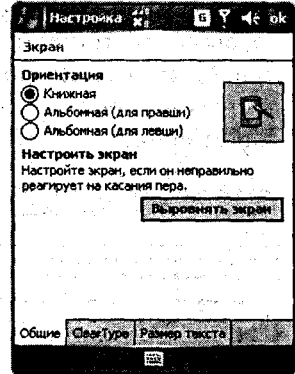 Настройка ok
Экран
Ориентация
Книжная
Альбомная (для правши)
Альбомная (для левши)
Настроить экран
Настройте экран, если он неправильно
реагирует на касания пера.
Выровнять экран
Общие ClearType Размер текста